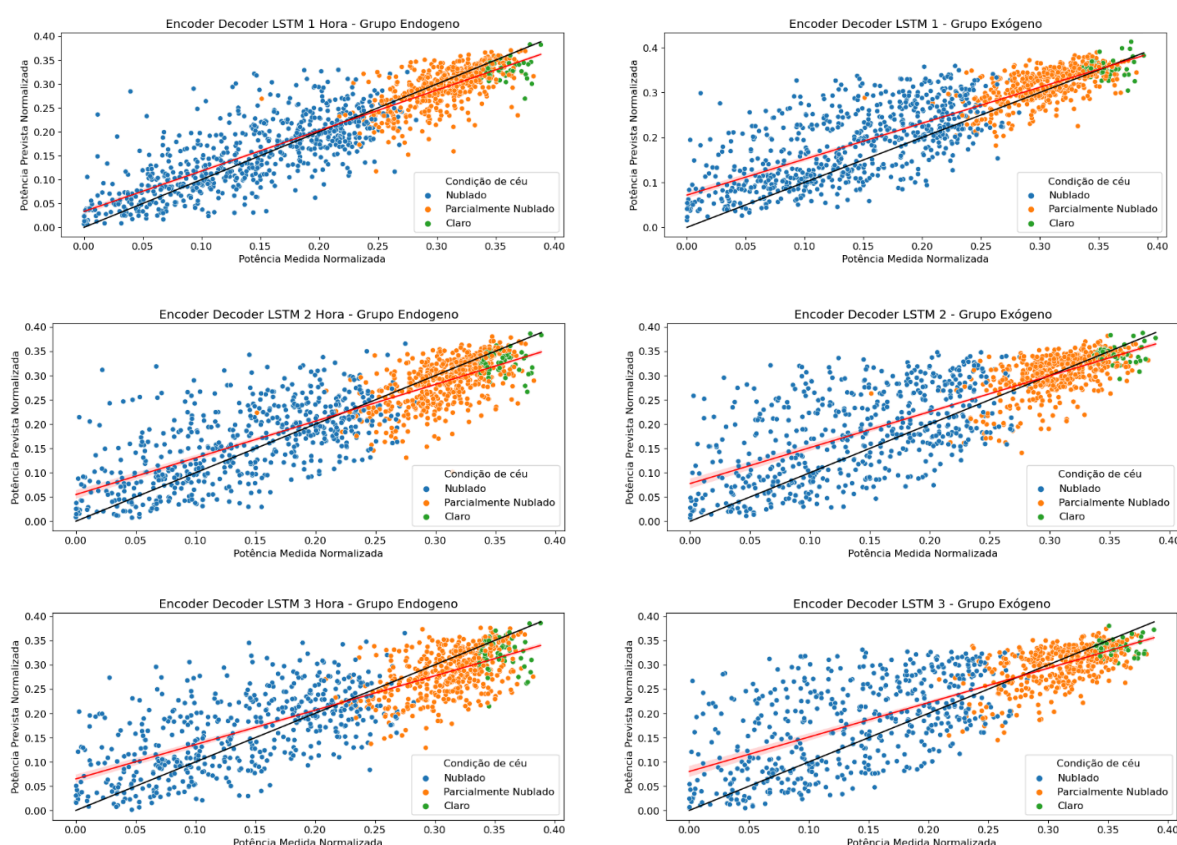 Encoder Decoder LSTM 1 Hora - Grupo Endogeno
Potência Prevista Normalizada
0.40
0.35
0.30
0.25
0.20
0.15
0.10
0.05
0.00
Condição de céu
Nublado
Parcialmente Nublado
Claro
0.00 0.05 0.10 0.15 0.20 0.25 0.30 0.35 0.40
Potência Medida Normalizada
Encoder Decoder LSTM 1 - Grupo Exógeno
Potência Prevista Normalizada
0.4
0.3
0.2
0.1
0.0
Condição de céu
Nublado
Parcialmente Nublado
Claro
0.00 0.05 0.10 0.15 0.20 0.25 0.30 0.35 0.40
Potência Medida Normalizada
Encoder Decoder LSTM 2 Hora - Grupo Endogeno
Potência Prevista Normalizada
0.40
0.35
0.30
0.25
0.20
0.15
0.10
0.05
0.00
Condição de céu
Nublado
Parcialmente Nublado
Claro
0.00 0.05 0.10 0.15 0.20 0.25 0.30 0.35 0.40
Potência Medida Normalizada
Encoder Decoder LSTM 2 - Grupo Exógeno
Potência Prevista Normalizada
0.40
0.35
0.30
0.25
0.20
0.15
0.10
0.05
0.00
Condição de céu
Nublado
Parcialmente Nublado
Claro
0.00 0.05 0.10 0.15 0.20 0.25 0.30 0.35 0.40
Potência Medida Normalizada
Encoder Decoder LSTM 3 Hora - Grupo Endogeno
Potência Prevista Normalizada
0.40
0.35
0.30
0.25
0.20
0.15
0.10
0.05
0.00
Condição de céu
Nublado
Parcialmente Nublado
Claro
0.00 0.05 0.10 0.15 0.20 0.25 0.30 0.35 0.40
Potência Medida Normalizada
Encoder Decoder LSTM 3 - Grupo Exógeno
Potência Prevista Normalizada
0.40
0.35
0.30
0.25
0.20
0.15
0.10
0.05
0.00
Condição de céu
Nublado
Parcialmente Nublado
Claro
0.00 0.05 0.10 0.15 0.20 0.25 0.30 0.35 0.40
Potência Medida Normalizada